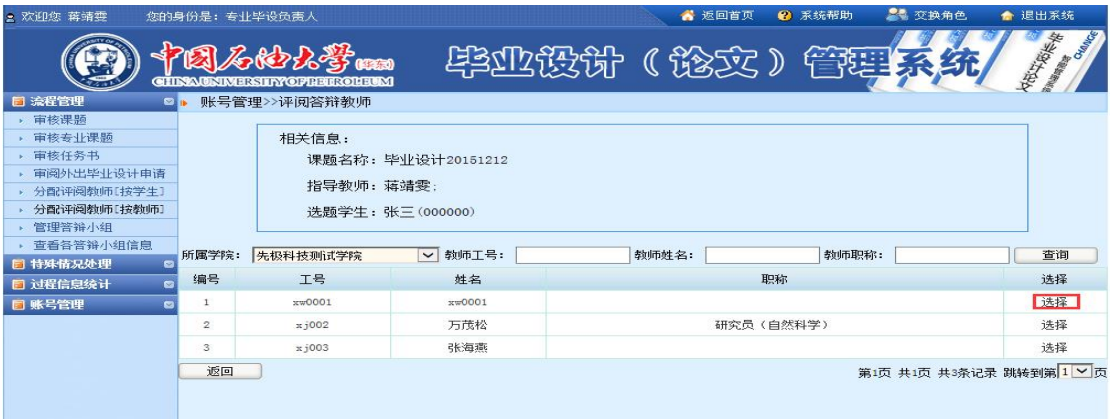 欢迎您 蒋靖雯 您的身份是：专业毕设负责人 返回首页 系统帮助 交换角色 退出系统
中国石油大学(华东) 毕业设计（论文）管理系统
CHINA UNIVERSITY OF PETROLEUM
流程管理 账号管理>>评阅答辩教师
审核课题
审核专业课题
审核任务书
审阅外出毕业设计申请
分配评阅教师[按学生]
分配评阅教师[按教师]
管理答辩小组
查看各答辩小组信息
特殊情况处理
过程信息统计
账号管理
相关信息：
课题名称：毕业设计20151212
指导教师：蒋靖雯;
选题学生：张三(000000)
所属学院： 先极科技测试学院 教师工号： 教师姓名： 教师职称： 查询
编号 工号 姓名 职称 选择
1 xw0001 xw0001 选择
2 xj002 万茂松 研究员（自然科学） 选择
3 xj003 张海燕 选择
返回 第1页 共1页 共3条记录 跳转到第 1 页